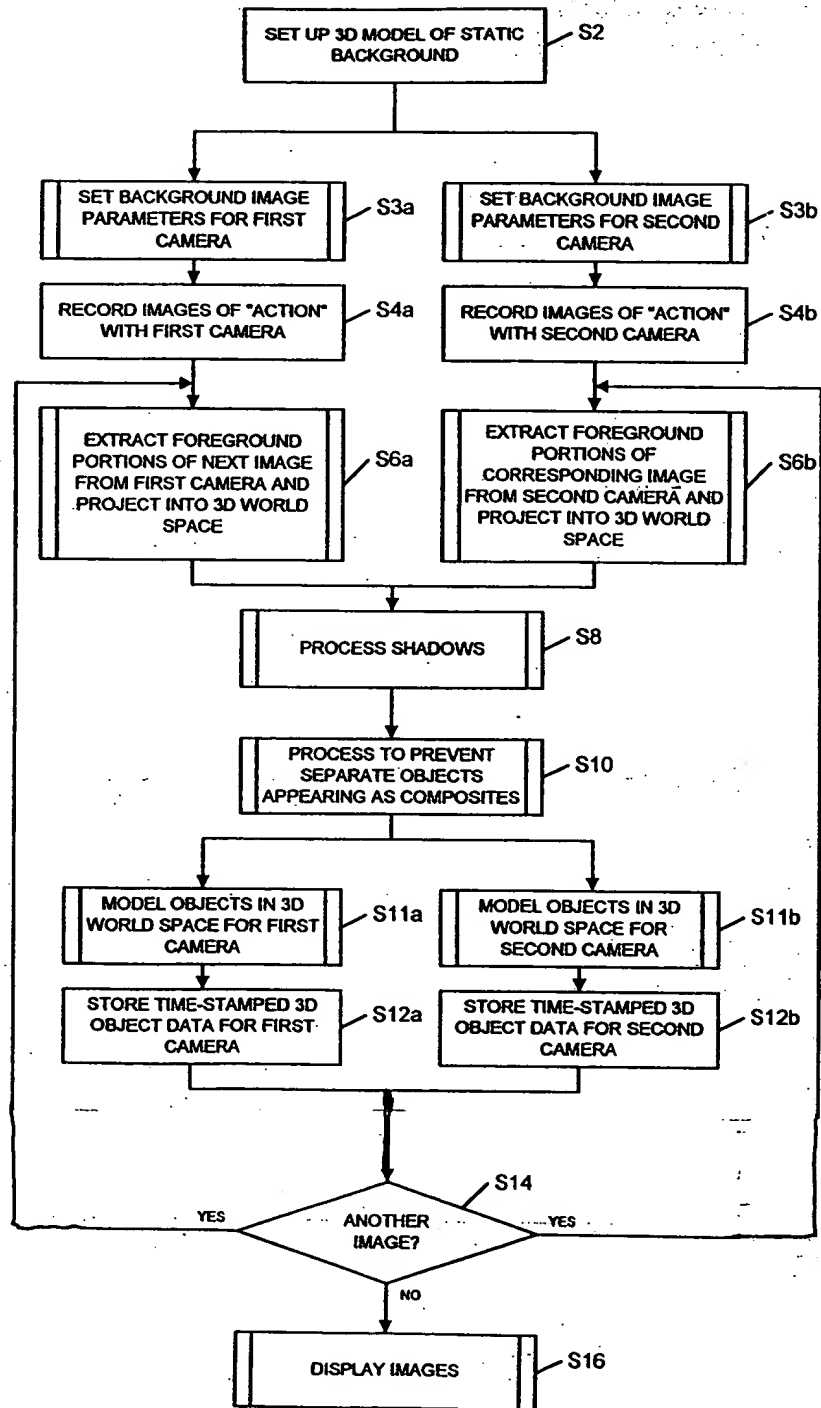 SET UP 3D MODEL OF STATIC
BACKGROUND
S2
SET BACKGROUND IMAGE
PARAMETERS FOR FIRST
CAMERA
S3a
SET BACKGROUND IMAGE
PARAMETERS FOR SECOND
CAMERA
S3b
RECORD IMAGES OF "ACTION"
WITH FIRST CAMERA
S4a
RECORD IMAGES OF "ACTION"
WITH SECOND CAMERA
S4b
EXTRACT FOREGROUND
PORTIONS OF NEXT IMAGE
FROM FIRST CAMERA AND
PROJECT INTO 3D WORLD
SPACE
S6a
EXTRACT FOREGROUND
PORTIONS OF
CORRESPONDING IMAGE
FROM SECOND CAMERA AND
PROJECT INTO 3D WORLD
SPACE
S6b
PROCESS SHADOWS
S8
PROCESS TO PREVENT
SEPARATE OBJECTS
APPEARING AS COMPOSITES
S10
MODEL OBJECTS IN 3D
WORLD SPACE FOR FIRST
CAMERA
S11a
MODEL OBJECTS IN 3D
WORLD SPACE FOR
SECOND CAMERA
S11b
STORE TIME-STAMPED 3D
OBJECT DATA FOR FIRST
CAMERA
S12a
STORE TIME-STAMPED 3D
OBJECT DATA FOR SECOND
CAMERA
S12b
S14
YES
ANOTHER
IMAGE?
YES
NO
DISPLAY IMAGES
S16